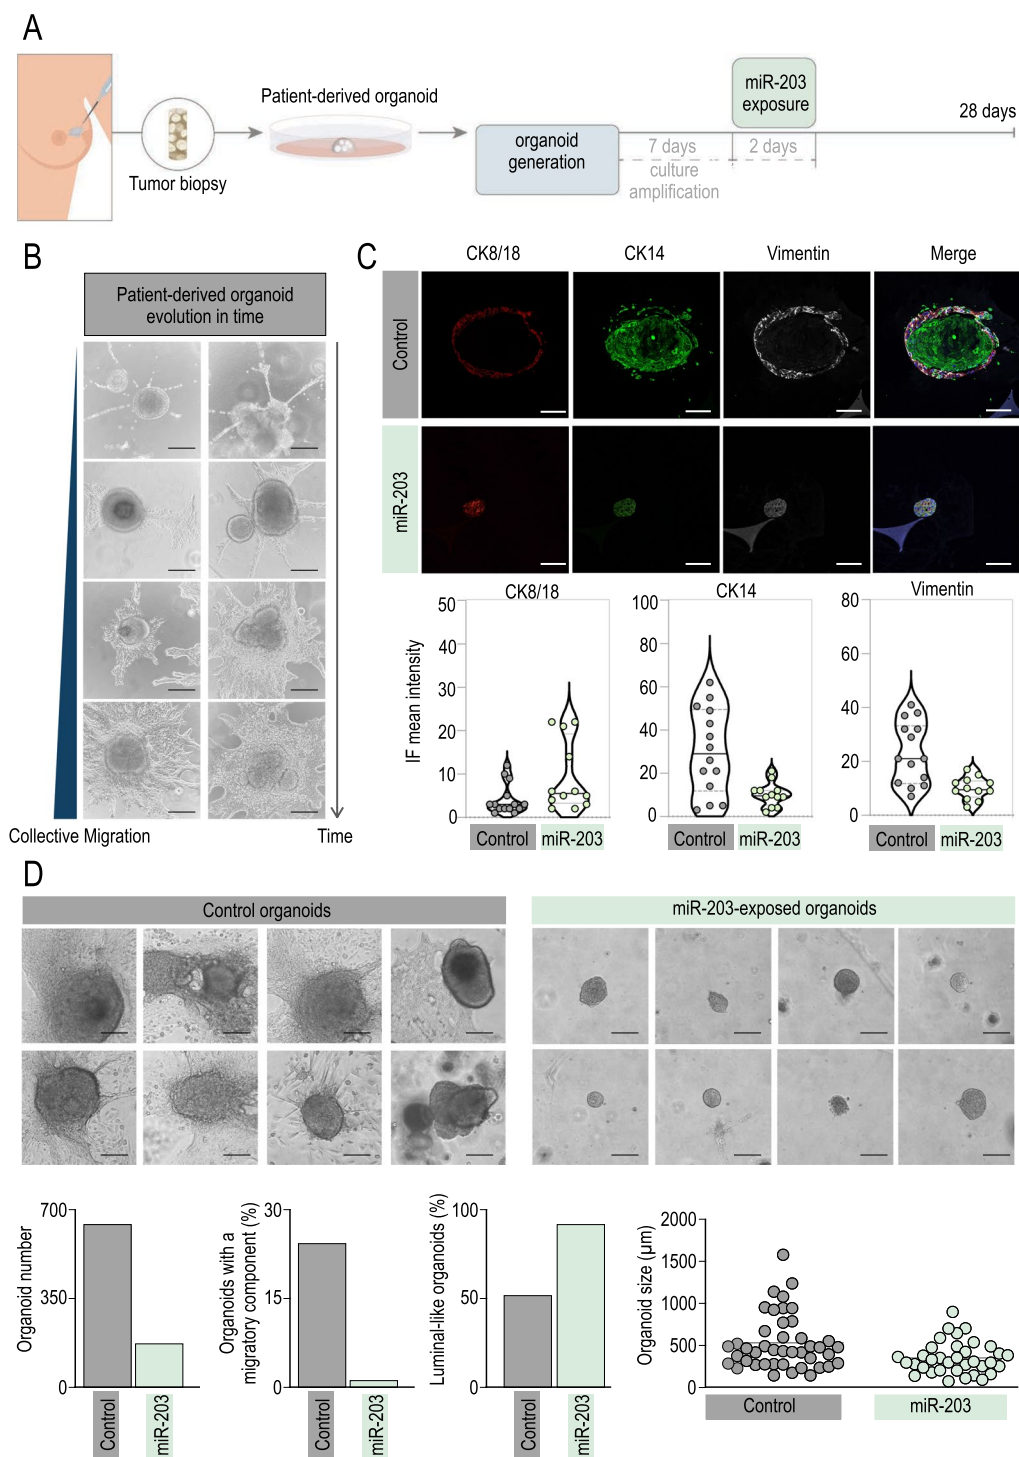 A
Patient-derived organoid
Tumor biopsy
organoid
generation
7 days
culture
amplification
miR-203
exposure
2 days
28 days
B
Patient-derived organoid
evolution in time
Collective Migration
Time
C
CK8/18
CK14
Vimentin
Merge
Control
miR-203
IF mean intensity
CK8/18
50
40
30
20
10
0
Control
miR-203
CK14
100
80
60
40
20
0
Control
miR-203
Vimentin
80
60
40
20
0
Control
miR-203
D
Control organoids
miR-203-exposed organoids
Organoid number
700
350
0
Control
miR-203
Organoids with a
migratory component (%)
30
15
0
Control
miR-203
Luminal-like organoids (%)
100
50
0
Control
miR-203
Organoid size (µm)
2000
1500
1000
500
0
Control
miR-203